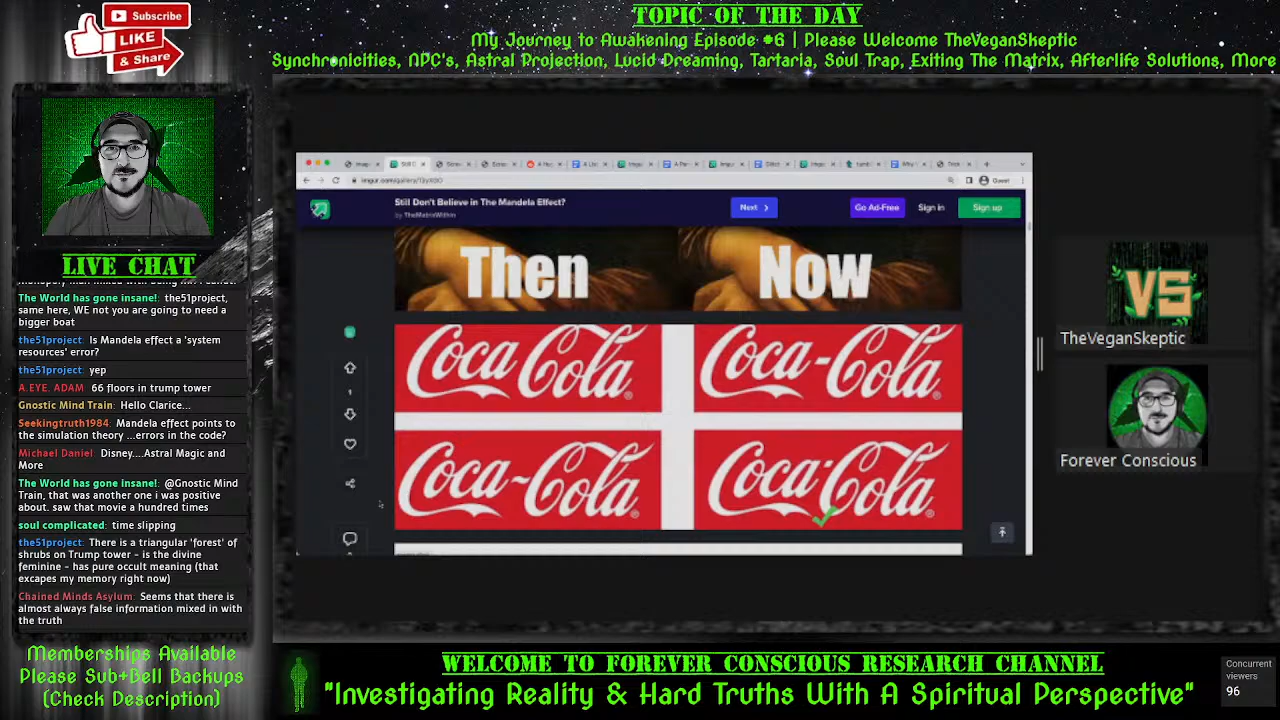 Subscribe
LIKE
& Share
TOPIC OF THE DAY
My Journey to Awakening Episode #6 | Please Welcome TheVeganSkeptic
Synchronicities, NPC's, Astral Projection, Lucid Dreaming, Tartaria, Soul Trap, Exiting The Matrix, Afterlife Solutions, More
LIVE CHAT
The World has gone insane!: the51project,
same here, WE not you are going to need a
bigger boat
the51project: Is Mandela effect a 'system
resources' error?
the51project: yep
A.EYE. ADAM: 66 floors in trump tower
Gnostic Mind Train: Hello Clarice...
Seekingtruth1984: Mandela effect points to
the simulation theory ...errors in the code?
Michael Daniel: Disney....Astral Magic and
More
The World has gone insane!: @Gnostic Mind
Train, that was another one i was positive
about. saw that movie a hundred times
soul complicated: time slipping
the51project: There is a triangular 'forest' of
shrubs on Trump tower - is the divine
feminine - has pure occult meaning (that
escapes my memory right now)
Chained Minds Asylum: Seems that there is
almost always false information mixed in with
the truth
Memberships Available
Please Sub+Bell Backups
(Check Description)
Guest
Still Don't Believe in The Mandela Effect?
by TheMatrixWithin
Next
Go Ad-Free
Sign in
Sign up
Then
Now
Coca Cola®
Coca-Cola®
1
Coca~Cola®
Coca·Cola®
VS
TheVeganSkeptic
Forever Conscious
WELCOME TO FOREVER CONSCIOUS RESEARCH CHANNEL
"Investigating Reality & Hard Truths With A Spiritual Perspective"
Concurrent
viewers
96